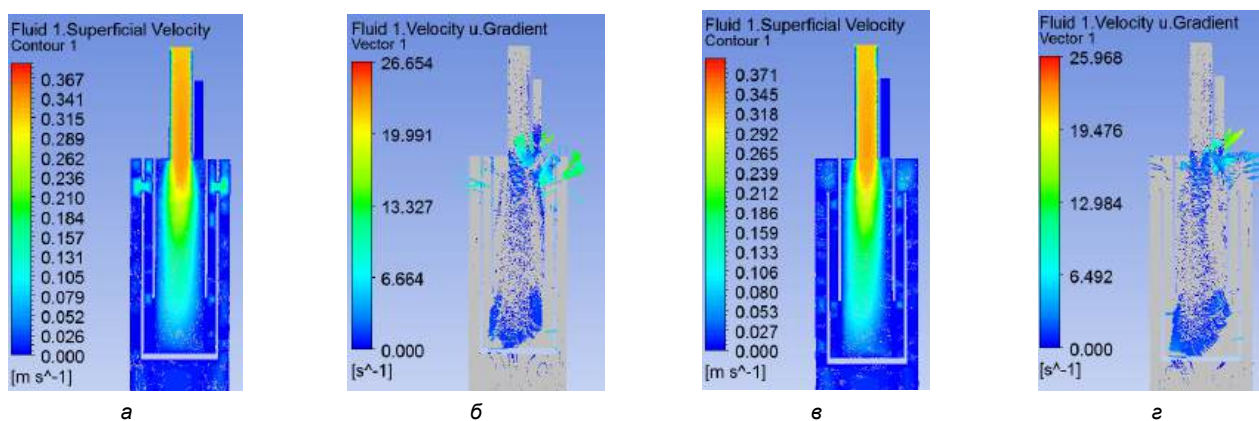 Fluid 1.Superficial Velocity
Contour 1
0.367
0.341
0.315
0.289
0.262
0.236
0.210
0.184
0.157
0.131
0.105
0.079
0.052
0.026
0.000
[m s^-1]
а
Fluid 1.Velocity u.Gradient
Vector 1
26.654
19.991
13.327
6.664
0.000
[s^-1]
б
Fluid 1.Superficial Velocity
Contour 1
0.371
0.345
0.318
0.292
0.265
0.239
0.212
0.186
0.159
0.133
0.106
0.080
0.053
0.027
0.000
[m s^-1]
в
Fluid 1.Velocity u.Gradient
Vector 1
25.968
19.476
12.984
6.492
0.000
[s^-1]
г